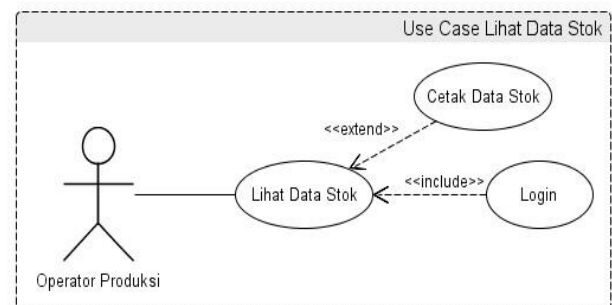 Use Case Lihat Data Stok
Cetak Data Stok
<<extend>>
<<include>>
Lihat Data Stok
Login
Operator Produksi